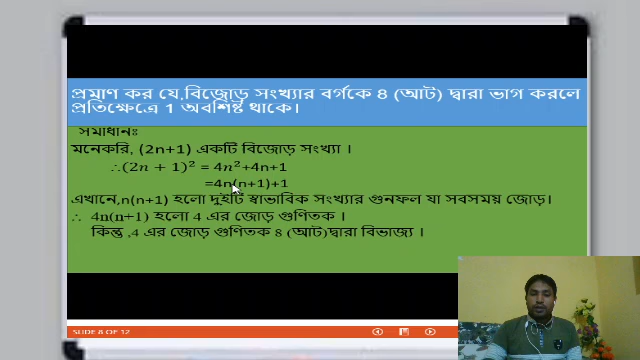 প্রমাণ কর যে,বিজোড় সংখ্যার বর্গকে 8 (আট) দ্বারা ভাগ করলে
প্রতিক্ষেত্রে 1 অবশিষ্ট থাকে।
সমাধানঃ
মনেকরি, (2n+1) একটি বিজোড় সংখ্যা ।
∴(2n + 1)² = 4n²+4n+1
=4n(n+1)+1
এখানে,n(n+1) হলো দুইটি স্বাভাবিক সংখ্যার গুনফল যা সবসময় জোড়।
∴ 4n(n+1) হলো 4 এর জোড় গুণিতক ।
কিন্তু ,4 এর জোড় গুণিতক 8 (আট)দ্বারা বিভাজ্য ।
SLIDE 8 OF 12